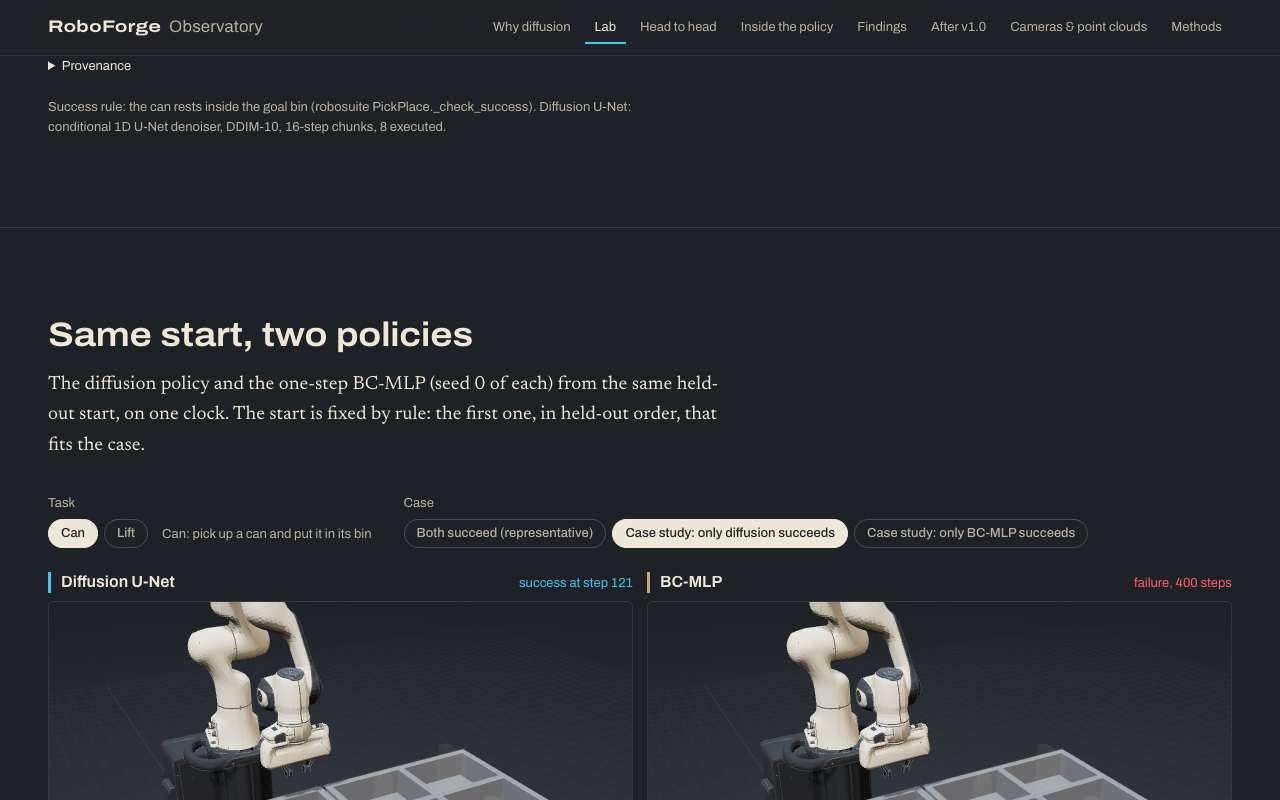 RoboForge Observatory
Why diffusion
Lab
Head to head
Inside the policy
Findings
After v1.0
Cameras & point clouds
Methods
Provenance
Success rule: the can rests inside the goal bin (robosuite PickPlace._check_success). Diffusion U-Net:
conditional 1D U-Net denoiser, DDIM-10, 16-step chunks, 8 executed.
Same start, two policies
The diffusion policy and the one-step BC-MLP (seed 0 of each) from the same held-
out start, on one clock. The start is fixed by rule: the first one, in held-out order, that
fits the case.
Task
Can
Lift
Can: pick up a can and put it in its bin
Case
Both succeed (representative)
Case study: only diffusion succeeds
Case study: only BC-MLP succeeds
Diffusion U-Net
success at step 121
BC-MLP
failure, 400 steps